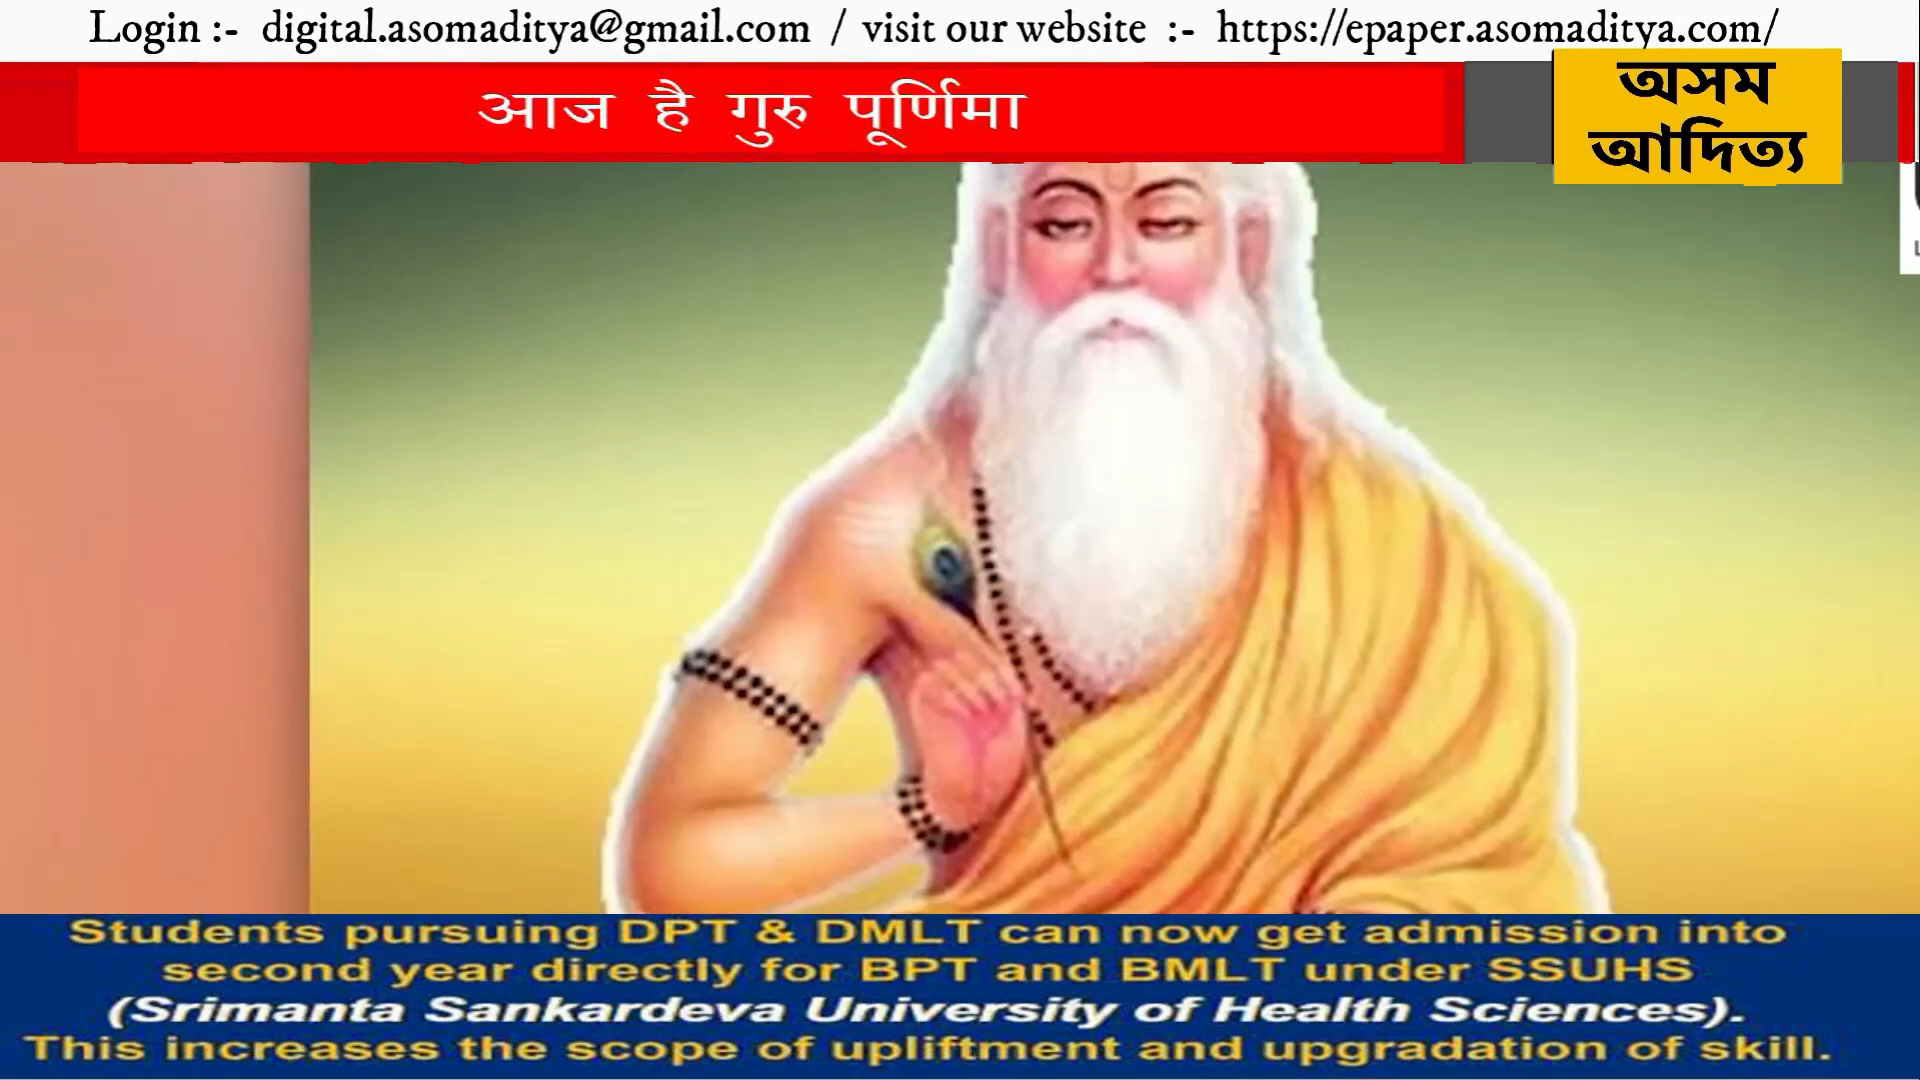 Login :- digital.asomaditya@gmail.com / visit our website :- https://epaper.asomaditya.com/
आज है गुरु पूर्णिमा
অসম
আদিত্য
Students pursuing DPT & DMLT can now get admission into
second year directly for BPT and BMLT under SSUHS
(Srimanta Sankardeva University of Health Sciences).
This increases the scope of upliftment and upgradation of skill.